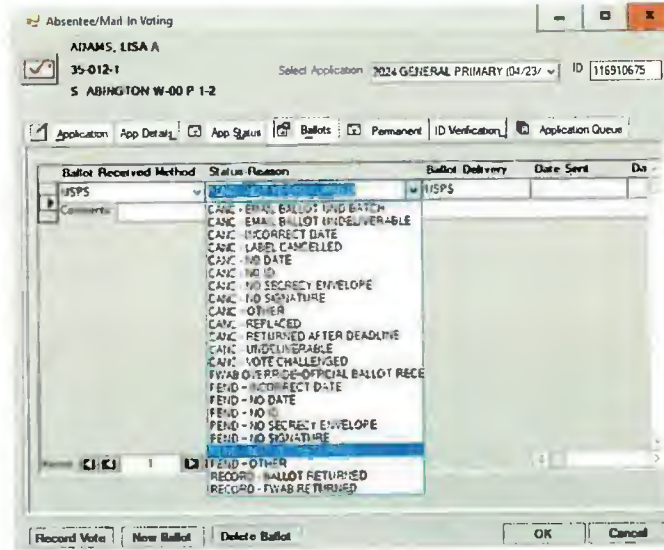 Absentee/Mail In Voting
ADAMS, LISA A
35-012-1
S ABINGTON W-00 P 1-2
Select Application 2024 GENERAL PRIMARY (04/23/ ID 116910675
Application App Details App Status Ballots Permanent ID Verification Application Queue
Ballot Received Method Status-Reason Ballot Delivery Date Sent Da
USPS USPS
Comments
CANC - EMAIL BALLOT UND BATCH
CANC - EMAIL BALLOT UNDELIVERABLE
CANC - INCORRECT DATE
CANC - LABEL CANCELLED
CANC - NO DATE
CANC - NO ID
CANC - NO SECRECY ENVELOPE
CANC - NO SIGNATURE
CANC - OTHER
CANC - REPLACED
CANC - RETURNED AFTER DEADLINE
CANC - UNDELIVERABLE
CANC - VOTE CHALLENGED
FWAB OVERRIDE-OFFICIAL BALLOT RECE
PEND - INCORRECT DATE
PEND - NO DATE
PEND - NO ID
PEND - NO SECRECY ENVELOPE
PEND - NO SIGNATURE
PEND - OTHER
RECORD - BALLOT RETURNED
RECORD - FWAB RETURNED
1
Record Vote New Ballot Delete Ballot OK Cancel